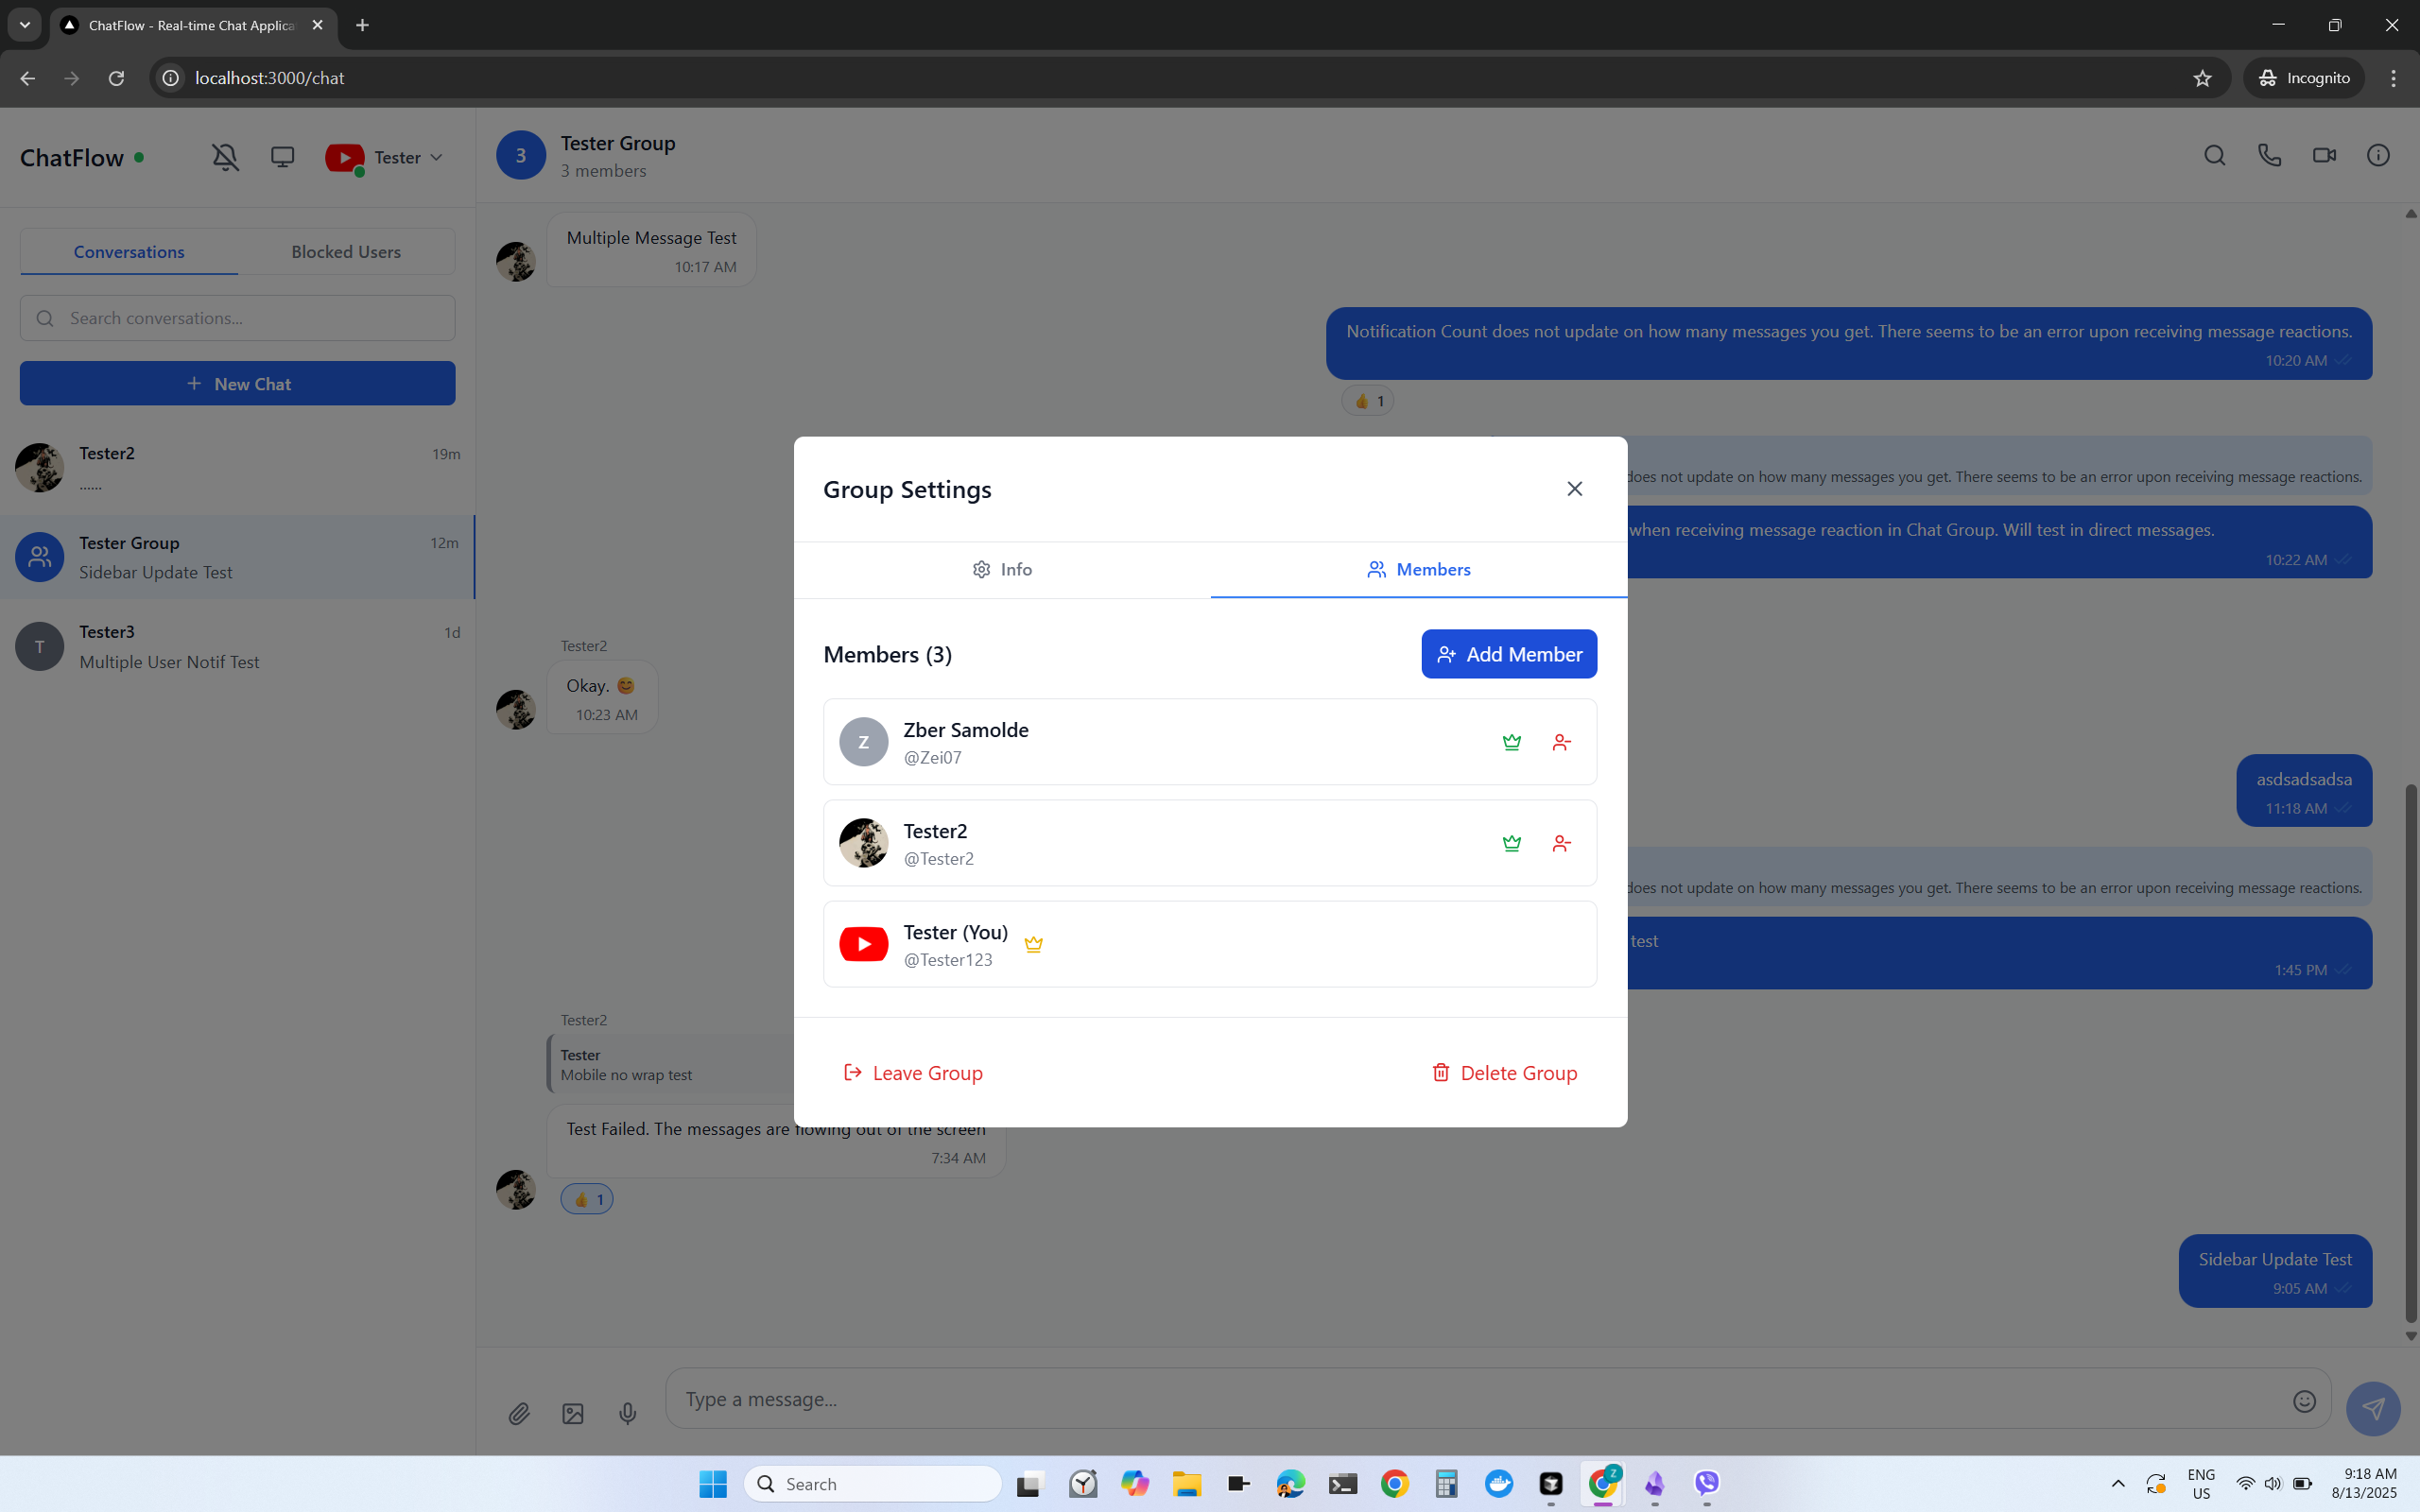 ChatFlow - Real-time Chat Applica
localhost:3000/chat
Incognito
ChatFlow
Tester
Conversations
Blocked Users
Search conversations...
New Chat
Tester2
19m
......
Tester Group
12m
Sidebar Update Test
T
Tester3
1d
Multiple User Notif Test
3
Tester Group
3 members
Multiple Message Test
10:17 AM
Notification Count does not update on how many messages you get. There seems to be an error upon receiving message reactions.
10:20 AM
👍 1
does not update on how many messages you get. There seems to be an error upon receiving message reactions.
when receiving message reaction in Chat Group. Will test in direct messages.
10:22 AM
Tester2
Okay. 😊
10:23 AM
asdsadsadsa
11:18 AM
does not update on how many messages you get. There seems to be an error upon receiving message reactions.
test
1:45 PM
Tester2
Tester
Mobile no wrap test
Test Failed. The messages are flowing out of the screen
7:34 AM
👍 1
Sidebar Update Test
9:05 AM
Type a message...
Group Settings
Info
Members
Members (3)
Add Member
Z
Zber Samolde
@Zei07
Tester2
@Tester2
Tester (You)
@Tester123
Leave Group
Delete Group
Search
Z
ENG
US
9:18 AM
8/13/2025